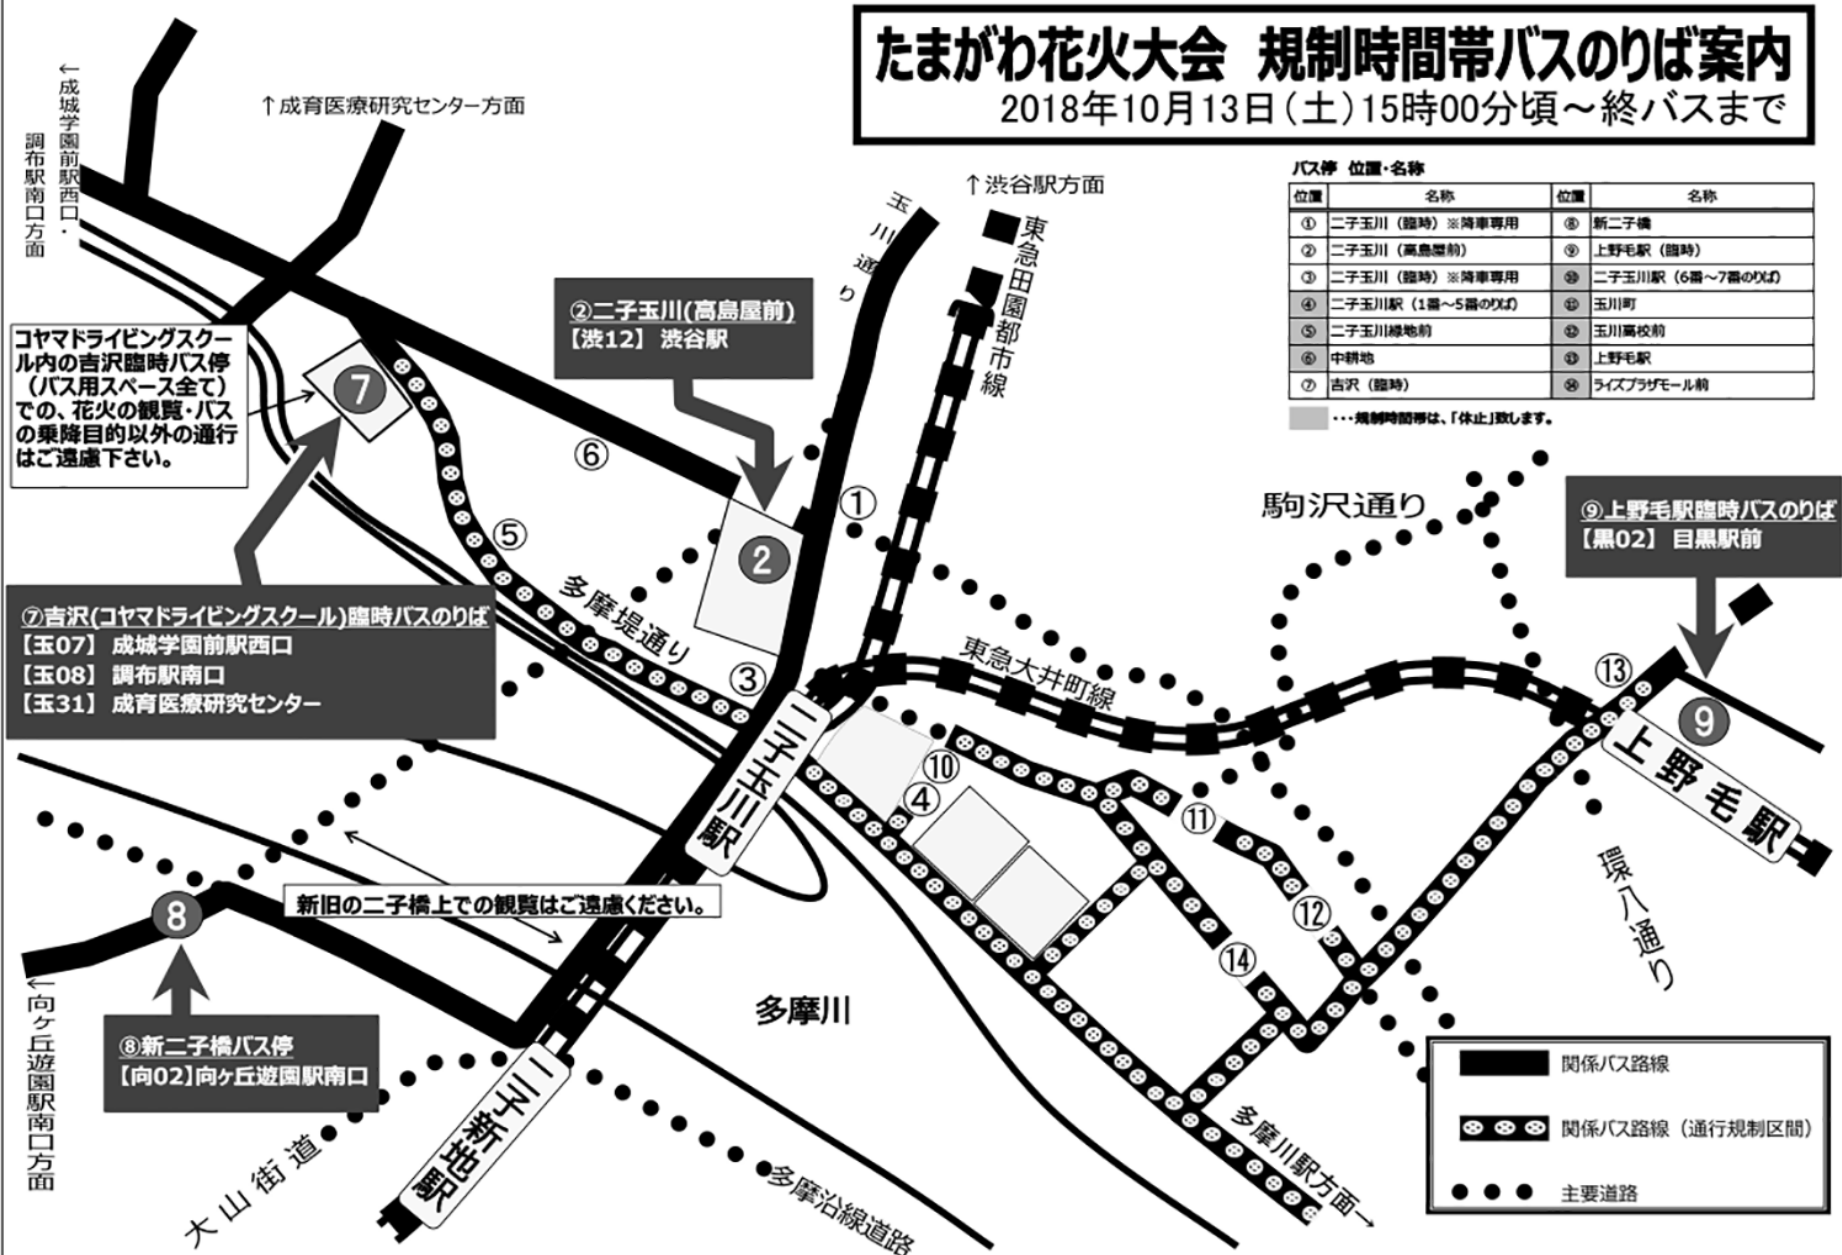 たまがわ花火大会 規制時間帯バスのりば案内
2018年10月13日(土)15時00分頃～終バスまで
←成城学園前駅西口・
調布駅南口方面
↑成育医療研究センター方面
↑渋谷駅方面
玉川通り
東急田園都市線
バス停 位置・名称
位置 名称 位置 名称
① 二子玉川（臨時）※降車専用 ⑧ 新二子橋
② 二子玉川（高島屋前） ⑨ 上野毛駅（臨時）
③ 二子玉川（臨時）※降車専用 ⑩ 二子玉川駅（6番～7番のりば）
④ 二子玉川駅（1番～5番のりば） ⑪ 玉川町
⑤ 二子玉川緑地前 ⑫ 玉川高校前
⑥ 中耕地 ⑬ 上野毛駅
⑦ 吉沢（臨時） ⑭ ライズプラザモール前
・・・規制時間帯は、「休止」致します。
コヤマドライビングスクー
ル内の吉沢臨時バス停
（バス用スペース全て）
での、花火の観覧・バス
の乗降目的以外の通行
はご遠慮下さい。
7
②二子玉川(高島屋前)
【渋12】 渋谷駅
⑥
①
2
⑤
多摩堤通り
③
駒沢通り
⑨上野毛駅臨時バスのりば
【黒02】 目黒駅前
⑦吉沢(コヤマドライビングスクール)臨時バスのりば
【玉07】 成城学園前駅西口
【玉08】 調布駅南口
【玉31】 成育医療研究センター
東急大井町線
⑬
9
二子玉川駅
上野毛駅
⑩
④
⑪
⑫
⑭
環八通り
8
新旧の二子橋上での観覧はご遠慮ください。
←向ヶ丘遊園駅南口方面
⑧新二子橋バス停
【向02】向ヶ丘遊園駅南口
多摩川
二子新地駅
大山街道
多摩沿線道路
多摩川駅方面→
関係バス路線
関係バス路線（通行規制区間）
主要道路